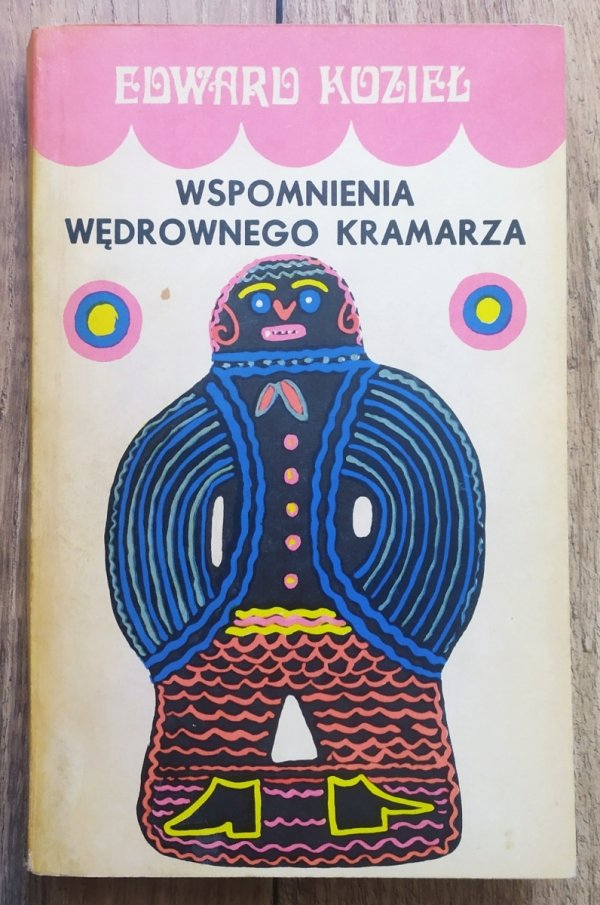 EDWARD KOZIEŁ
WSPOMNIENIA
WĘDROWNEGO KRAMARZA